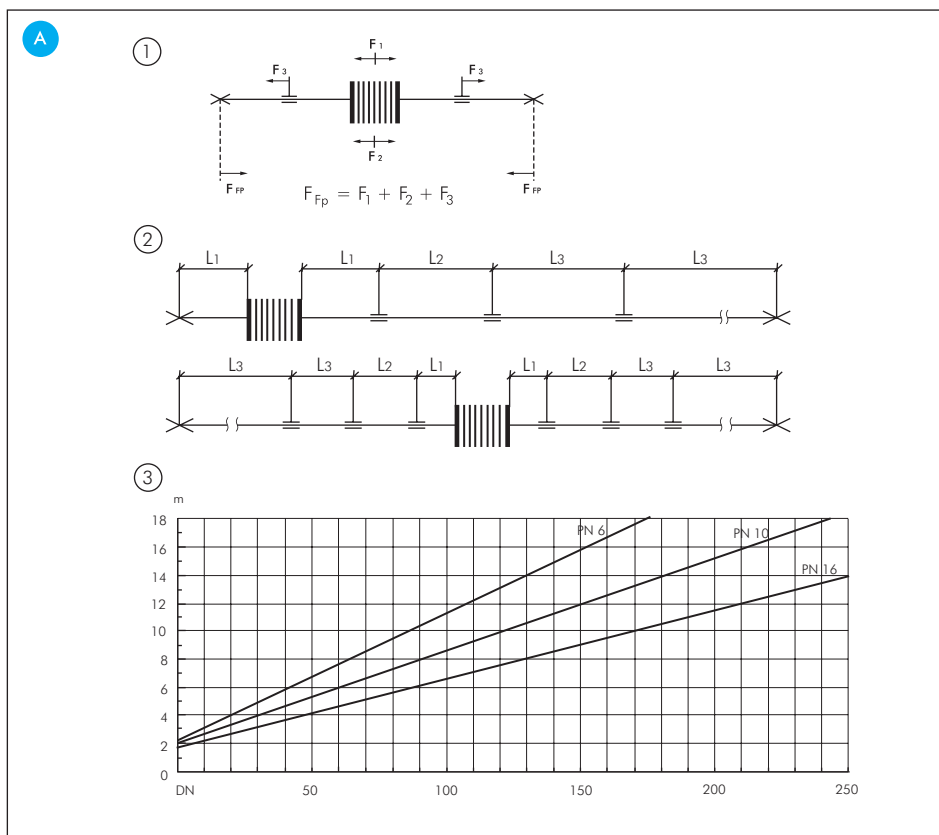 A
1
F1
F3 F3
F2
FFP FFP
FFp = F1 + F2 + F3
2
L1 L1 L2 L3 L3
L3 L3 L2 L1 L1 L2 L3 L3
3
m
18
16
14
12
10
8
6
4
2
0
PN 6
PN 10
PN 16
DN 50 100 150 200 250